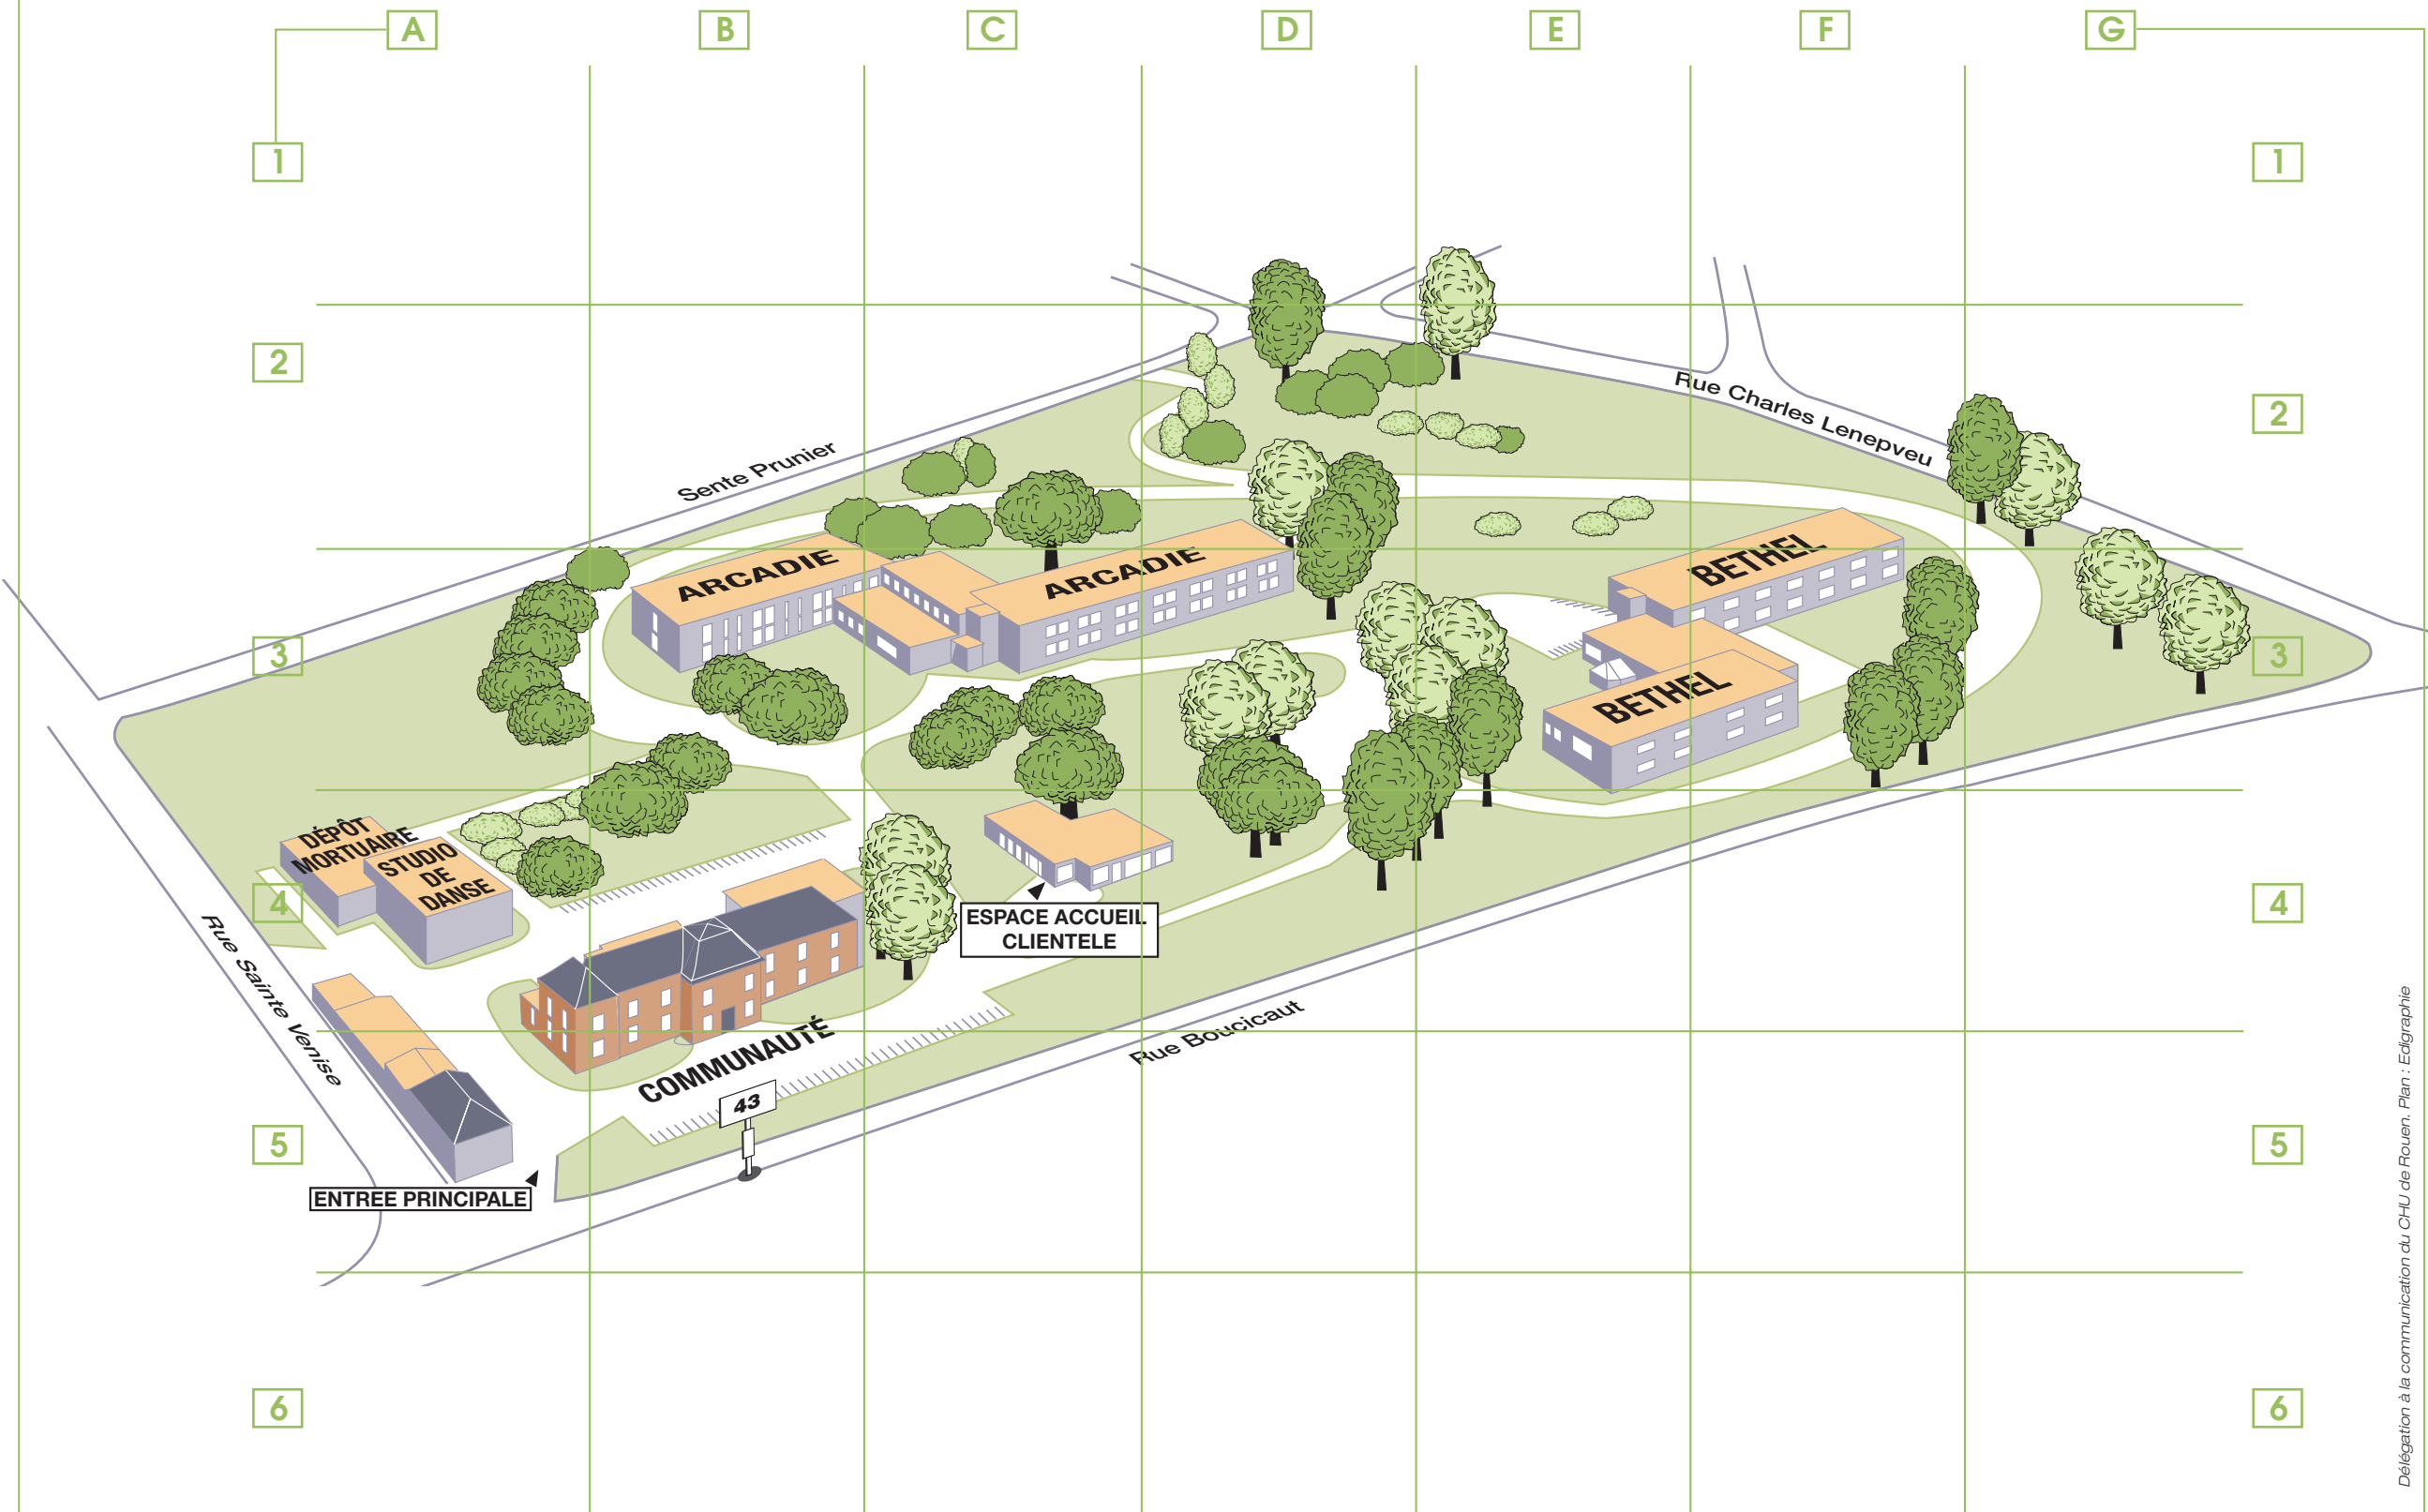 A
B
C
D
E
F
G
1
1
2
2
Rue Charles Lenepveu
Sente Prunier
ARCADIE
ARCADIE
BETHEL
3
3
BETHEL
DÉPÔT
MORTUAIRE
STUDIO
DE
DANSE
4
4
ESPACE ACCUEIL
CLIENTELE
Rue Sainte Venise
Rue Boucicaut
COMMUNAUTÉ
43
5
5
ENTREE PRINCIPALE
6
6
Délégation à la communication du CHU de Rouen. Plan : Edigraphie